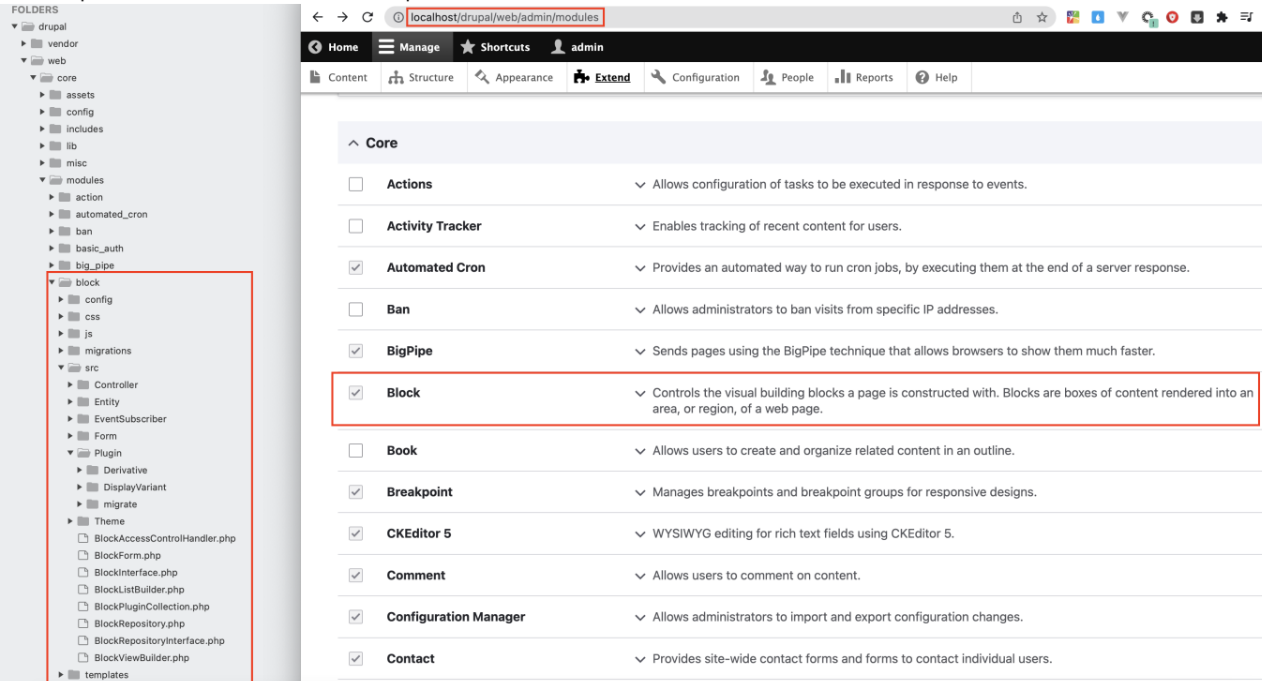 FOLDERS
drupal
vendor
web
core
assets
config
includes
lib
misc
modules
action
automated_cron
ban
basic_auth
big_pipe
block
config
css
js
migrations
src
Controller
Entity
EventSubscriber
Form
Plugin
Derivative
DisplayVariant
migrate
Theme
BlockAccessControlHandler.php
BlockForm.php
BlockInterface.php
BlockListBuilder.php
BlockPluginCollection.php
BlockRepository.php
BlockRepositoryInterface.php
BlockViewBuilder.php
templates
localhost/drupal/web/admin/modules
Home Manage Shortcuts admin
Content Structure Appearance Extend Configuration People Reports Help
Core
Actions Allows configuration of tasks to be executed in response to events.
Activity Tracker Enables tracking of recent content for users.
Automated Cron Provides an automated way to run cron jobs, by executing them at the end of a server response.
Ban Allows administrators to ban visits from specific IP addresses.
BigPipe Sends pages using the BigPipe technique that allows browsers to show them much faster.
Block Controls the visual building blocks a page is constructed with. Blocks are boxes of content rendered into an
area, or region, of a web page.
Book Allows users to create and organize related content in an outline.
Breakpoint Manages breakpoints and breakpoint groups for responsive designs.
CKEditor 5 WYSIWYG editing for rich text fields using CKEditor 5.
Comment Allows users to comment on content.
Configuration Manager Allows administrators to import and export configuration changes.
Contact Provides site-wide contact forms and forms to contact individual users.